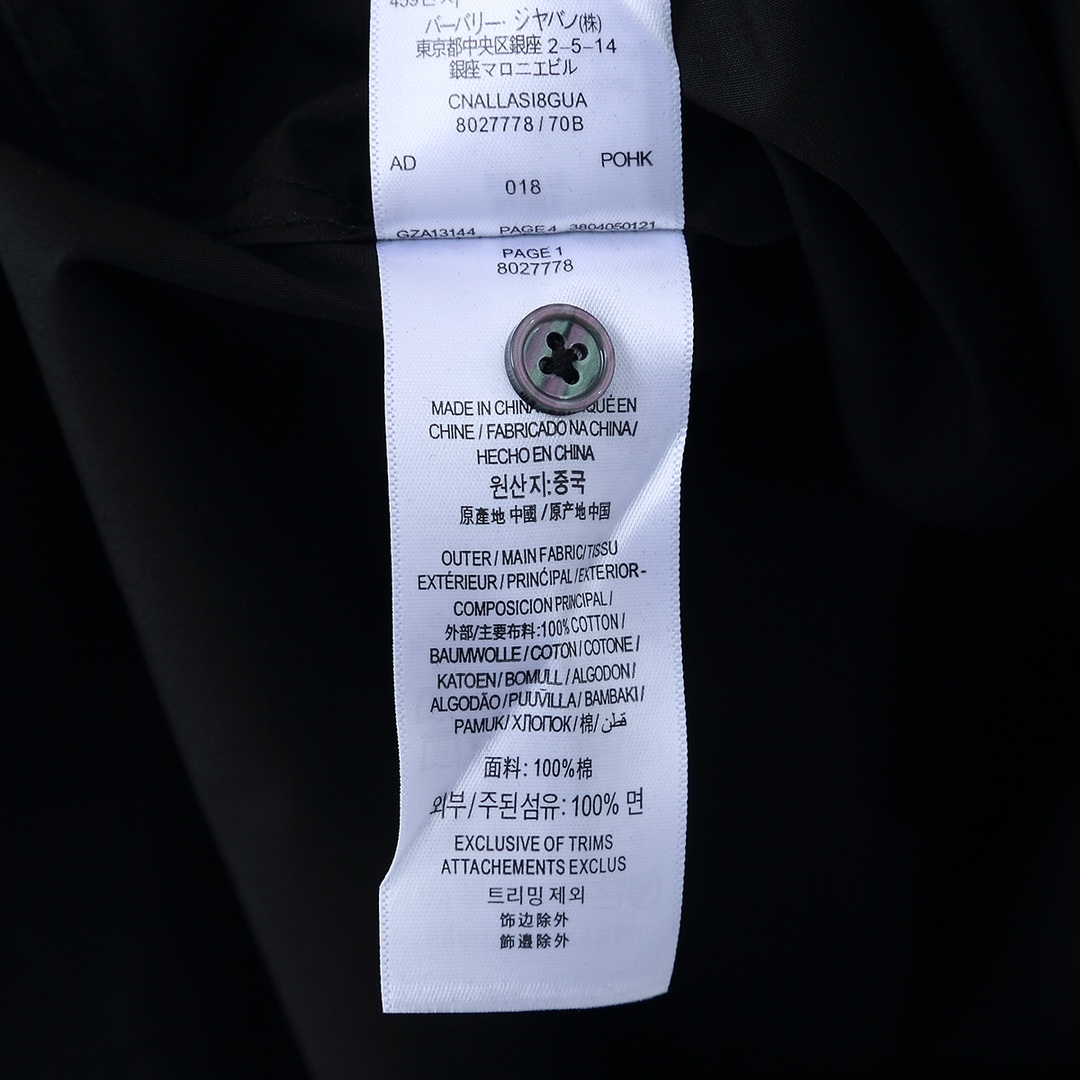 バーバリー・ジャパン(株)
東京都中央区銀座 2-5-14
銀座マロニエビル
CNALLASI8GUA
8027778 / 70B
AD POHK
018
GZA13144 PAGE 4 3804050121
PAGE 1
8027778
MADE IN CHINA QUÉ EN
CHINE / FABRICADO NA CHINA /
HECHO EN CHINA
원산지:중국
原產地 中國 / 原产地 中国
OUTER / MAIN FABRIC / TISSU
EXTÉRIEUR / PRINĆIPAL / EXTERIOR-
COMPOSICION PRINCIPAL /
外部/主要布料:100% COTTON /
BAUMWOLLE / COTON / COTONE /
KATOEN / BOMULL / ALGODON /
ALGODÃO / PUUVILLA / BAMBAKI /
PAMUK / ХЛОПОК / 棉 / قطن
面料: 100%棉
외부/주된섬유: 100% 면
EXCLUSIVE OF TRIMS
ATTACHEMENTS EXCLUS
트리밍 제외
饰边除外
飾邊除外